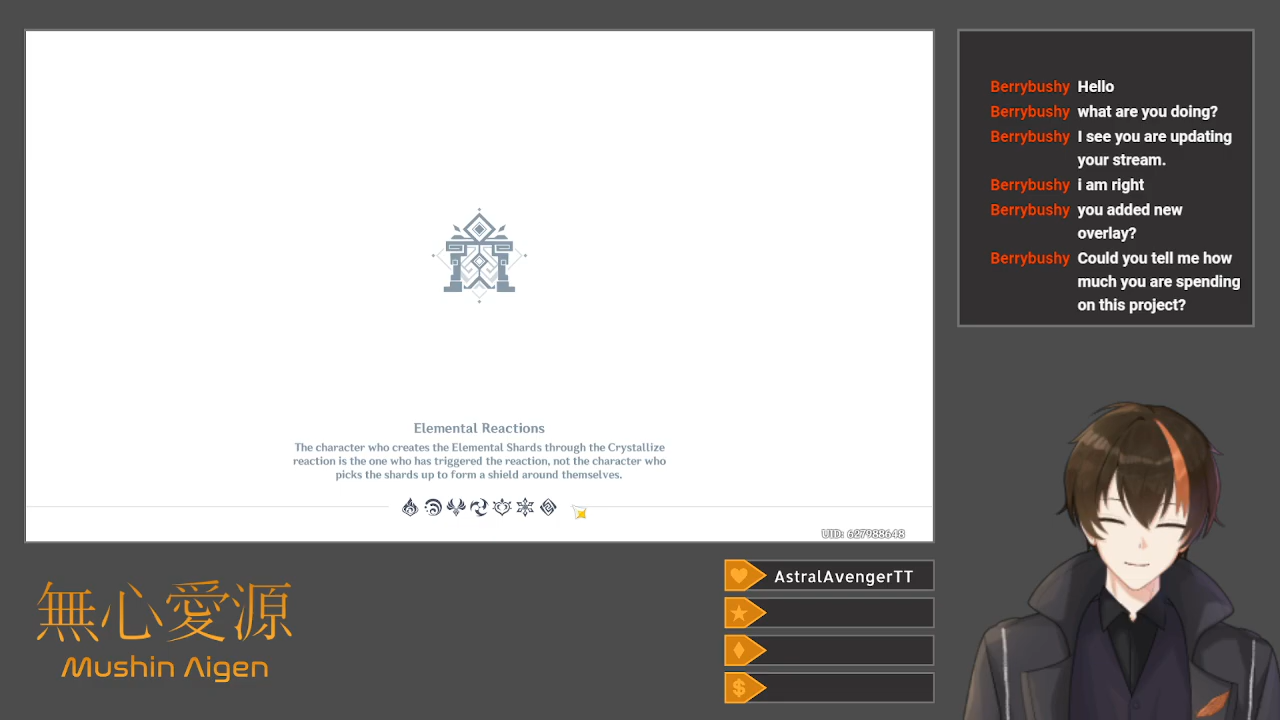 Berrybushy Hello
Berrybushy what are you doing?
Berrybushy I see you are updating
your stream.
Berrybushy i am right
Berrybushy you added new
overlay?
Berrybushy Could you tell me how
much you are spending
on this project?
Elemental Reactions
The character who creates the Elemental Shards through the Crystallize
reaction is the one who has triggered the reaction, not the character who
picks the shards up to form a shield around themselves.
UID: 627988648
AstralAvengerTT
無心愛源
Mushin Aigen